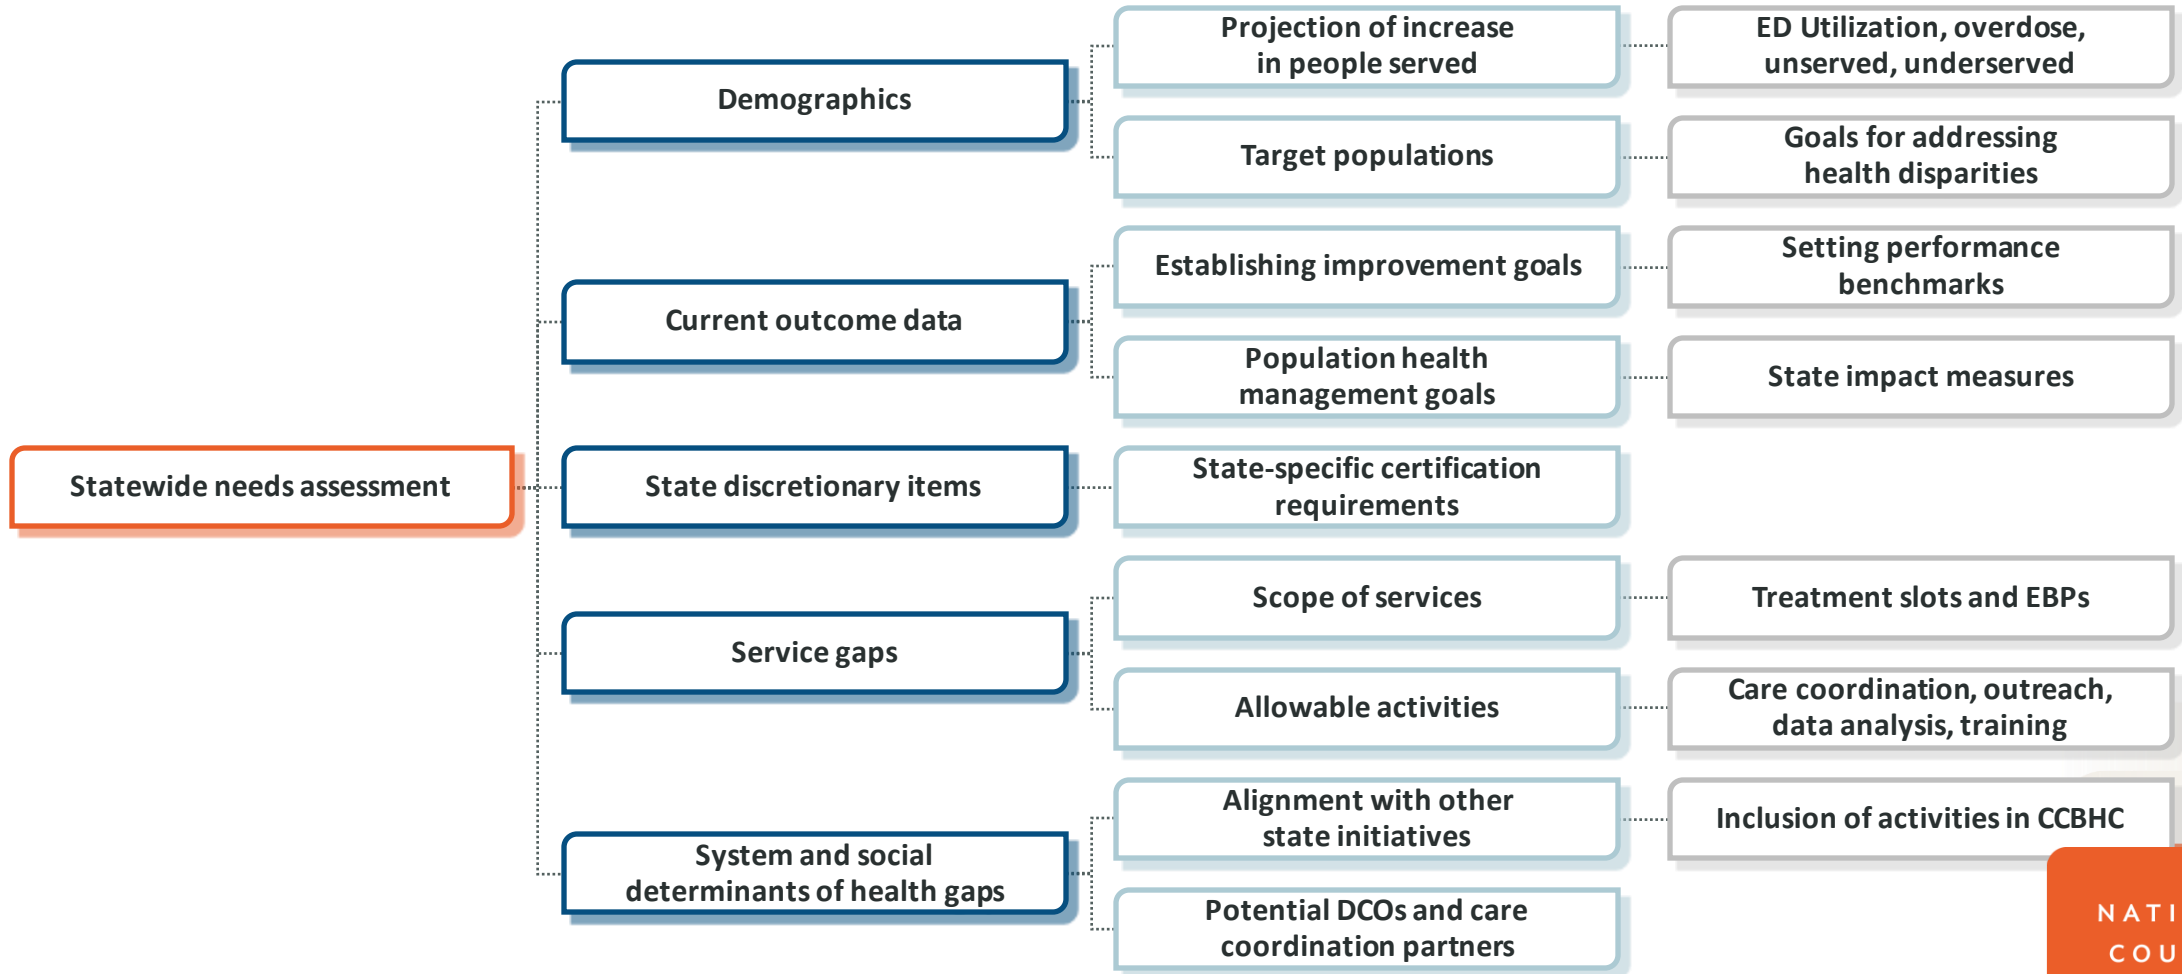 Statewide needs assessment
Demographics
Projection of increase
in people served
ED Utilization, overdose,
unserved, underserved
Target populations
Goals for addressing
health disparities
Current outcome data
Establishing improvement goals
Setting performance
benchmarks
Population health
management goals
State impact measures
State discretionary items
State-specific certification
requirements
Service gaps
Scope of services
Treatment slots and EBPs
Allowable activities
Care coordination, outreach,
data analysis, training
System and social
determinants of health gaps
Alignment with other
state initiatives
Inclusion of activities in CCBHC
Potential DCOs and care
coordination partners
NATI
COU